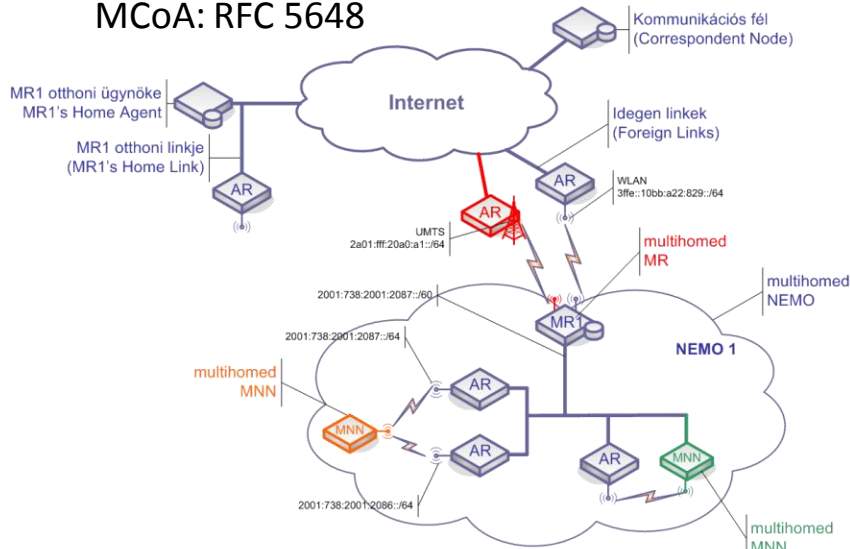 MCoA: RFC 5648
Kommunikációs fél
(Correspondent Node)
MR1 otthoni ügynöke
MR1's Home Agent
Internet
Idegen linkek
(Foreign Links)
MR1 otthoni linkje
(MR1's Home Link)
AR
AR
WLAN
3ffe::10bb:a22:829::/64
AR
UMTS
2a01:fff:20a0:a1::/64
multihomed
MR
multihomed
NEMO
2001:738:2001:2087::/60
MR1
NEMO 1
2001:738:2001:2087::/64
multihomed
MNN
AR
MNN
AR
AR
MNN
2001:738:2001:2086::/64
multihomed
MNN